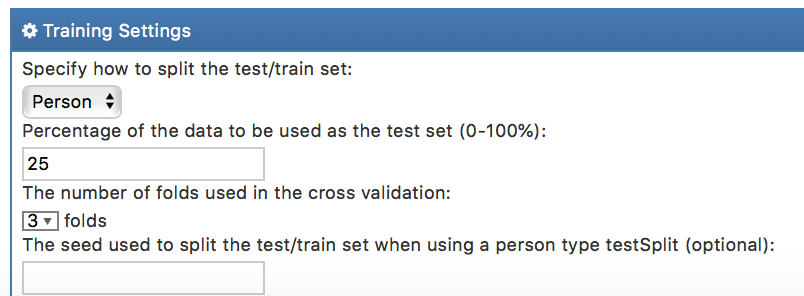 Training Settings
Specify how to split the test/train set:
Person
Percentage of the data to be used as the test set (0-100%):
25
The number of folds used in the cross validation:
3 folds
The seed used to split the test/train set when using a person type testSplit (optional):